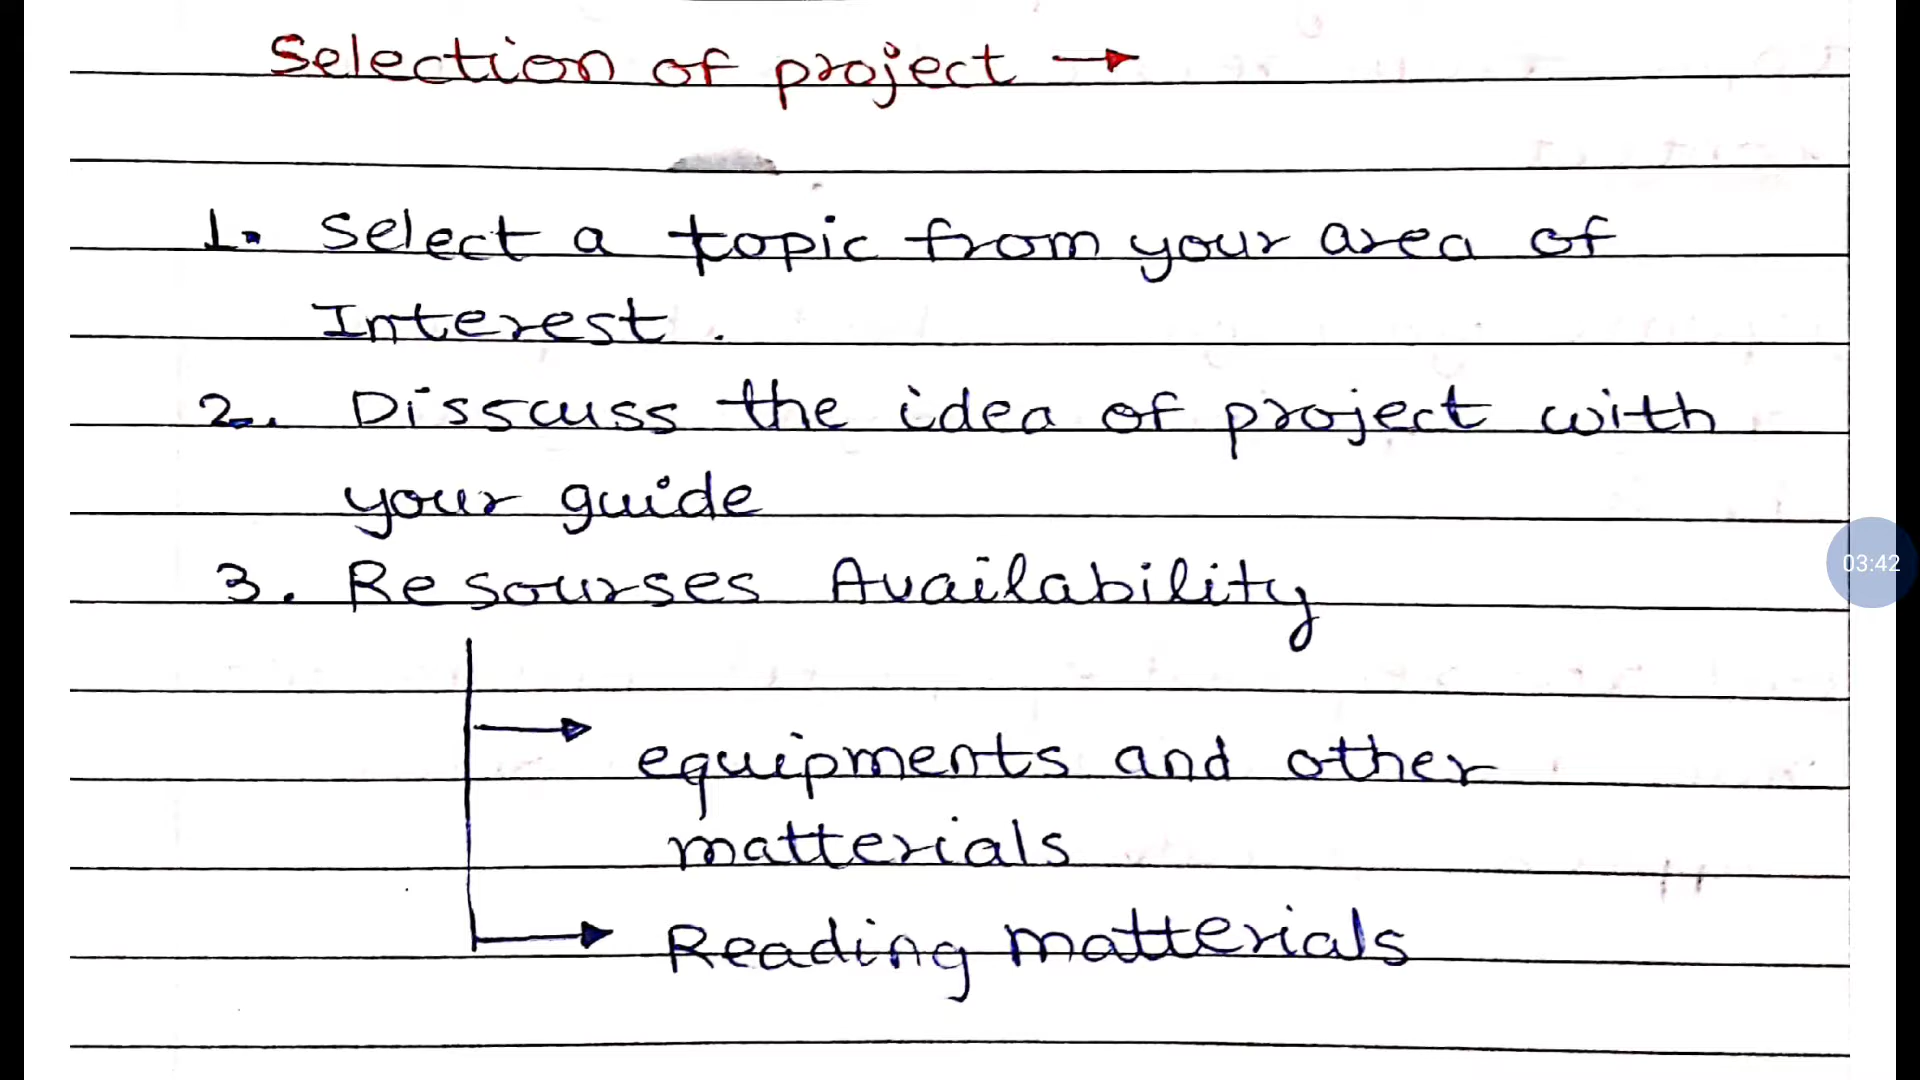 Selection of project →
1. Select a topic from your area of
Interest.
2. Disscuss the idea of project with
your guide
3. Resourses Availability
→ equipments and other
matterials
→ Reading matterials
03:42